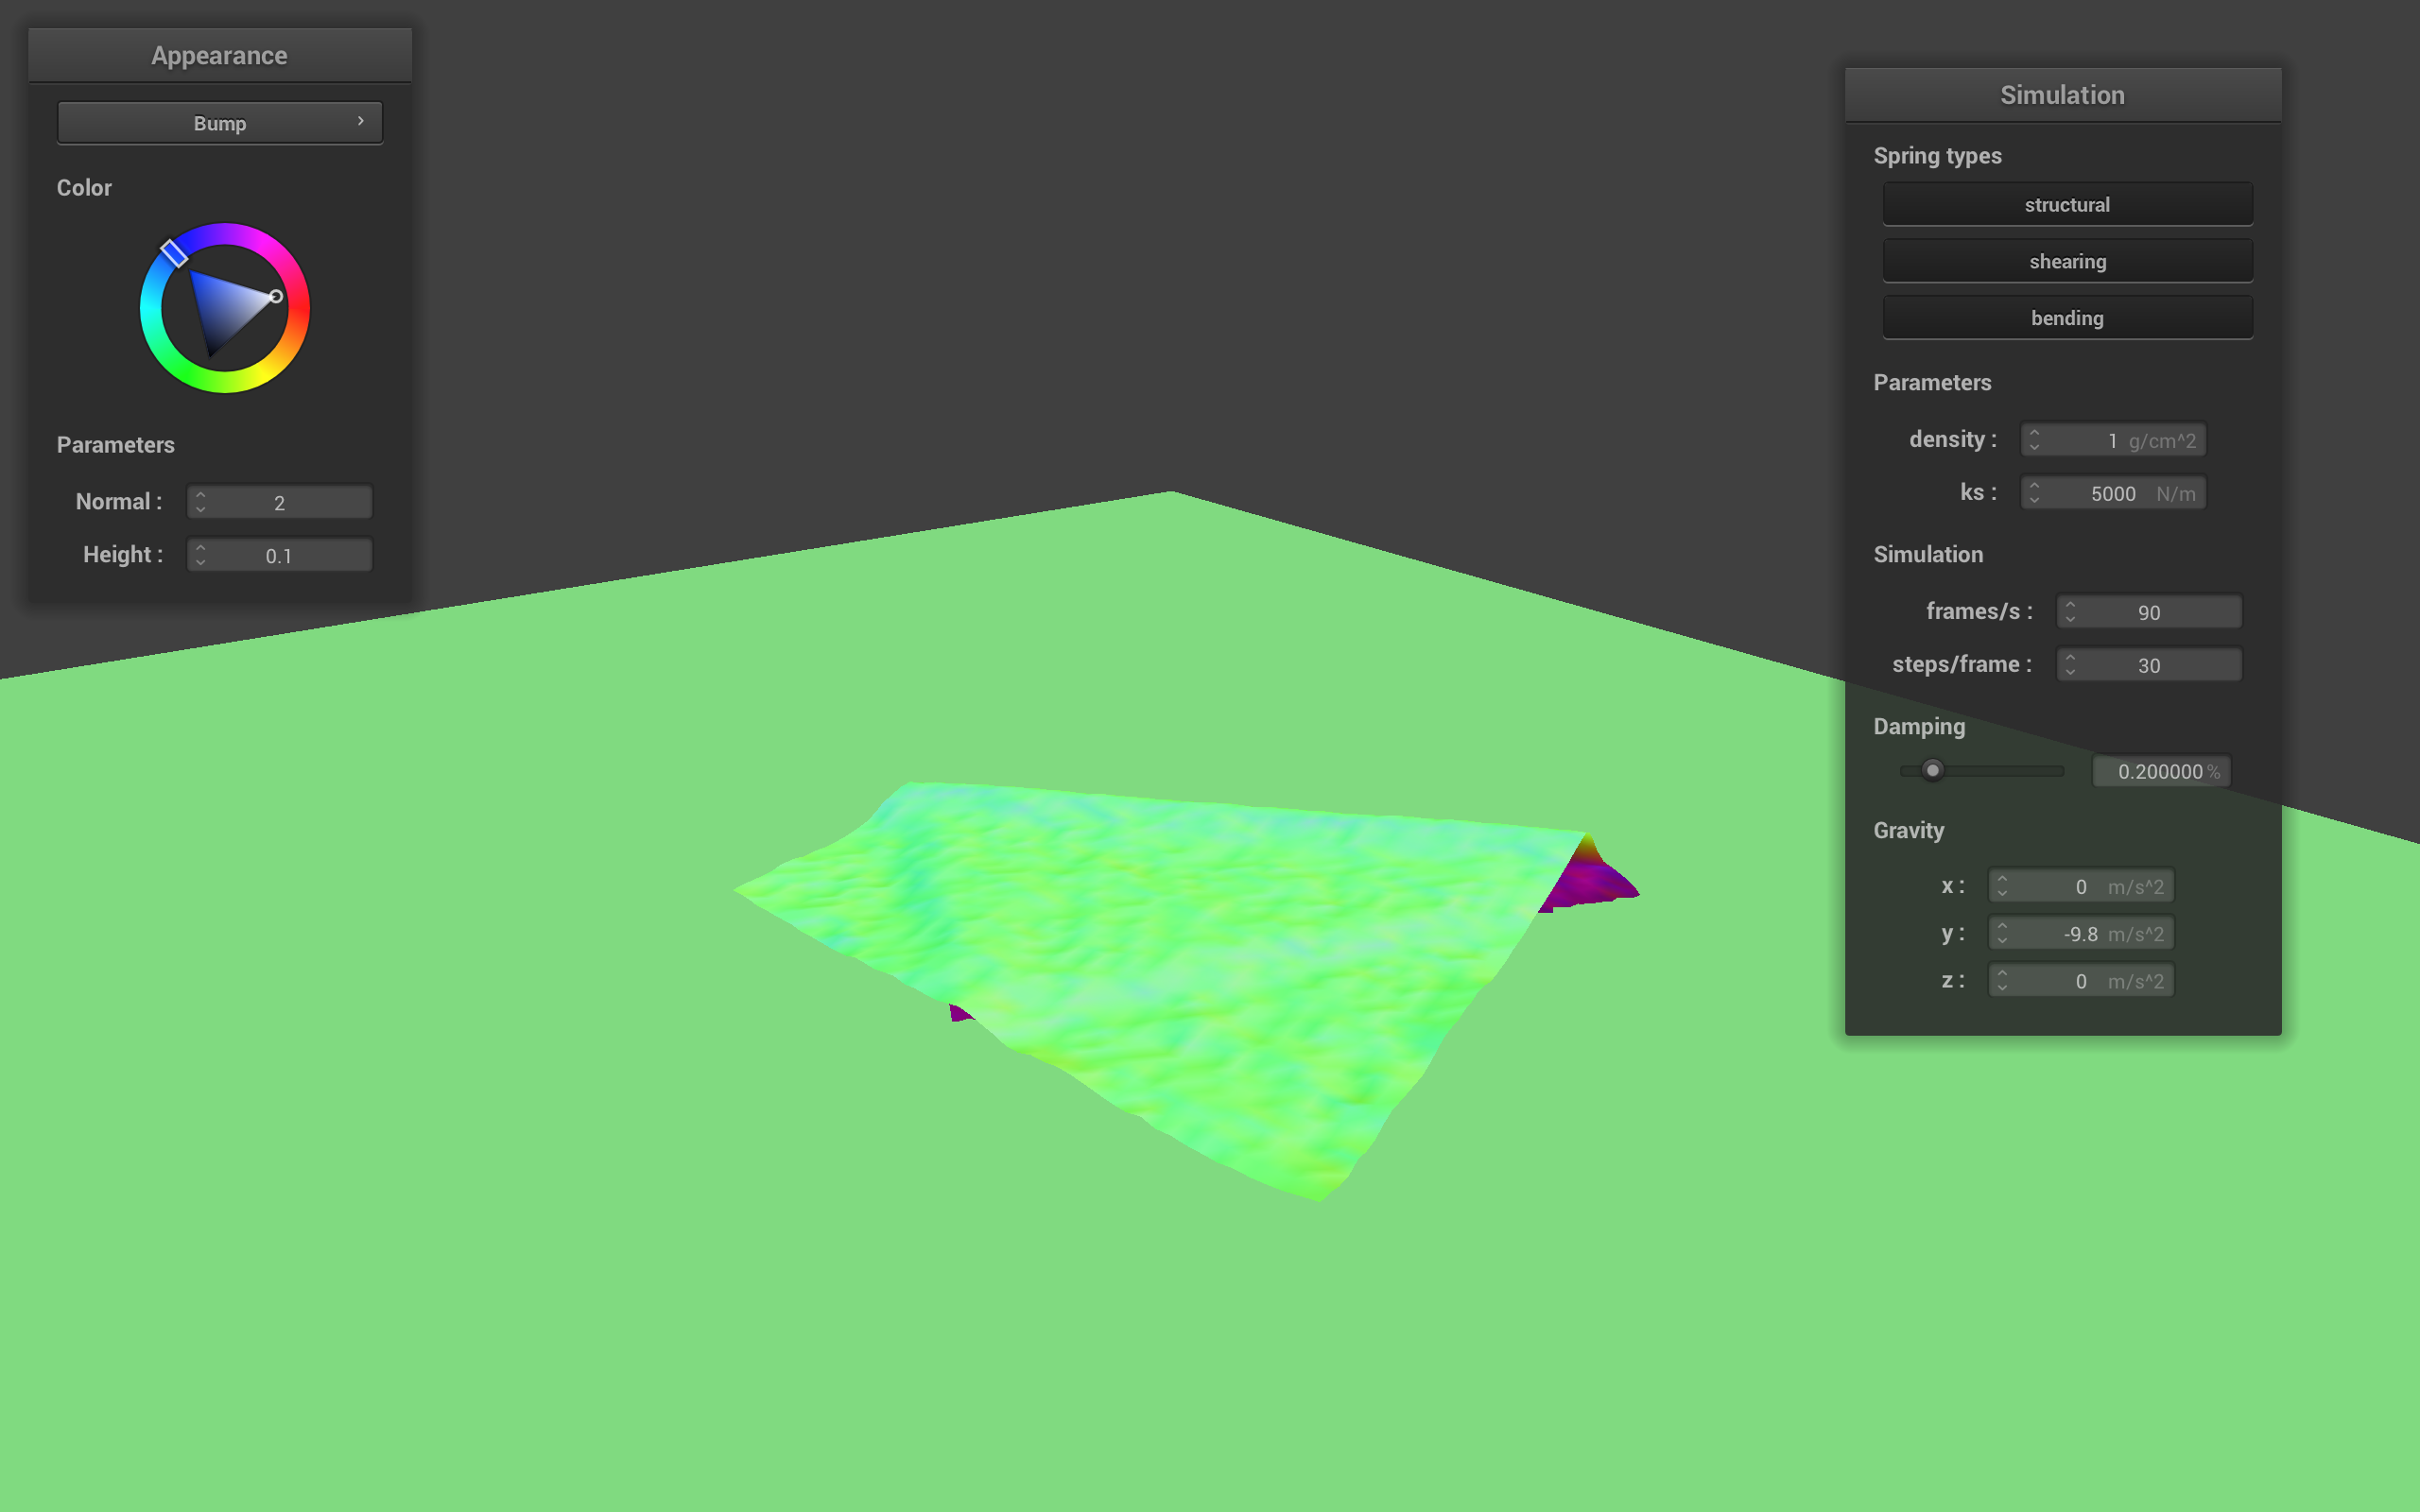 Appearance
Bump
Color
Parameters
Normal : 2
Height : 0.1
Simulation
Spring types
structural
shearing
bending
Parameters
density : 1 g/cm^2
ks : 5000 N/m
Simulation
frames/s : 90
steps/frame : 30
Damping
0.200000 %
Gravity
x : 0 m/s^2
y : -9.8 m/s^2
z : 0 m/s^2